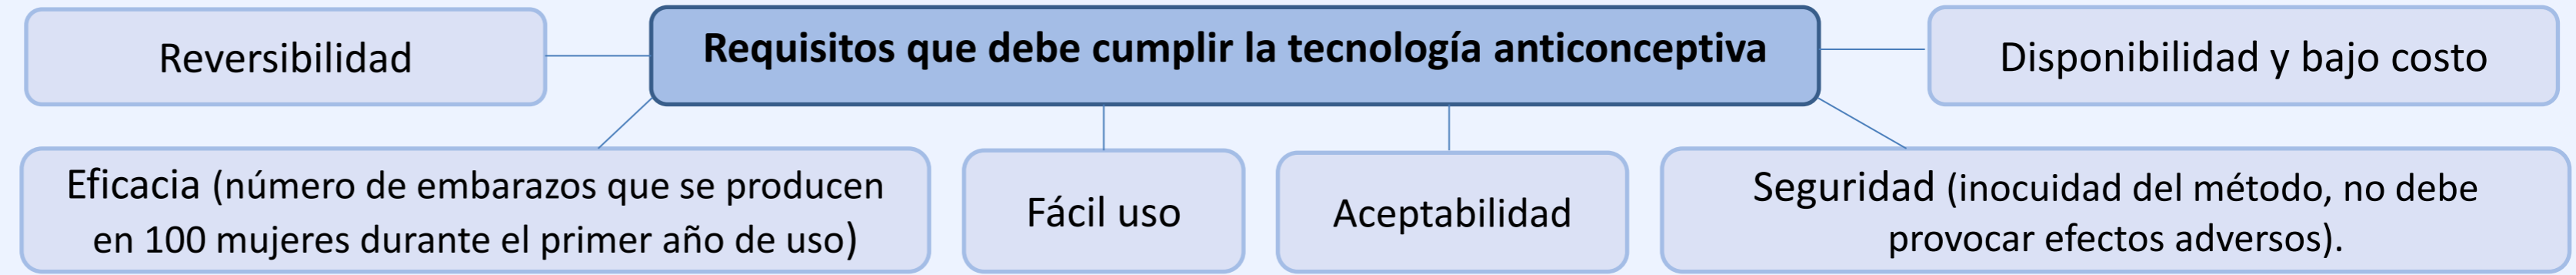 Reversibilidad
Requisitos que debe cumplir la tecnología anticonceptiva
Disponibilidad y bajo costo
Eficacia (número de embarazos que se producen
en 100 mujeres durante el primer año de uso)
Fácil uso
Aceptabilidad
Seguridad (inocuidad del método, no debe
provocar efectos adversos).